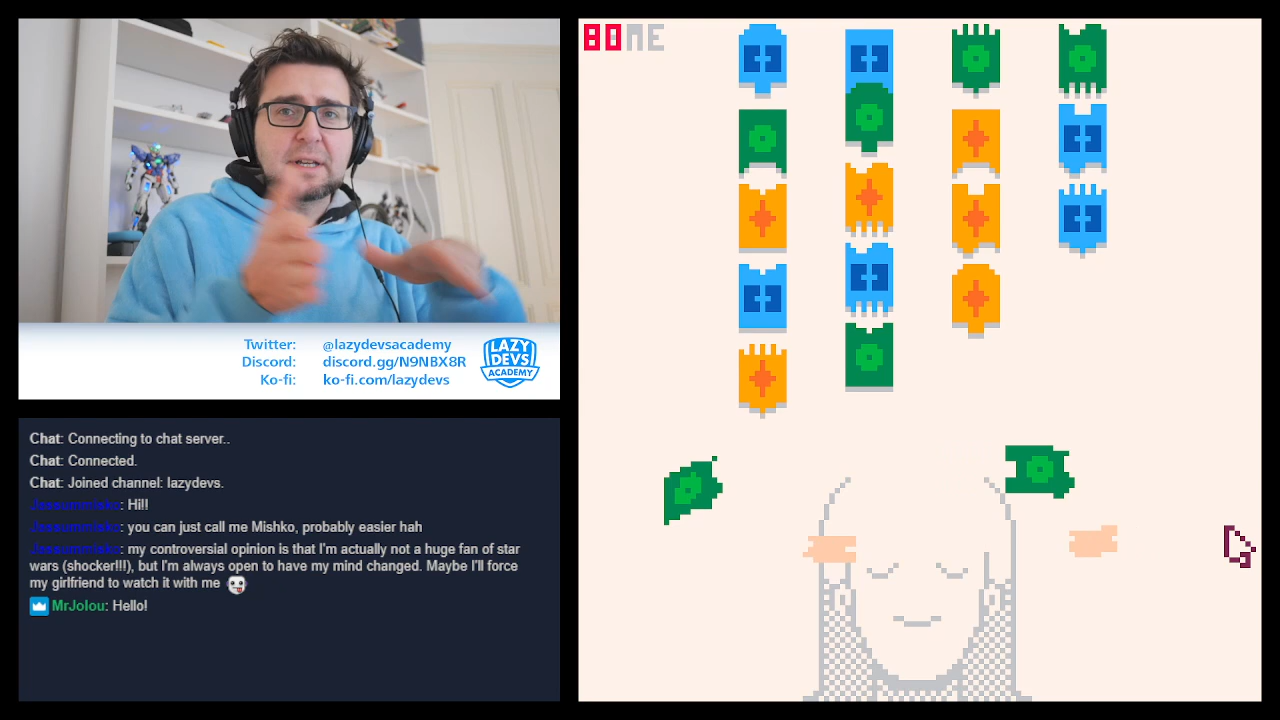 80ME
Twitter: @lazydevsacademy
Discord: discord.gg/N9NBX8R
Ko-fi: ko-fi.com/lazydevs
LAZY
DEVS
ACADEMY
Chat: Connecting to chat server..
Chat: Connected.
Chat: Joined channel: lazydevs.
: Hi!!
: you can just call me Mishko, probably easier hah
: my controversial opinion is that I'm actually not a huge fan of star
wars (shocker!!!), but I'm always open to have my mind changed. Maybe I'll force
my girlfriend to watch it with me
MrJolou: Hello!